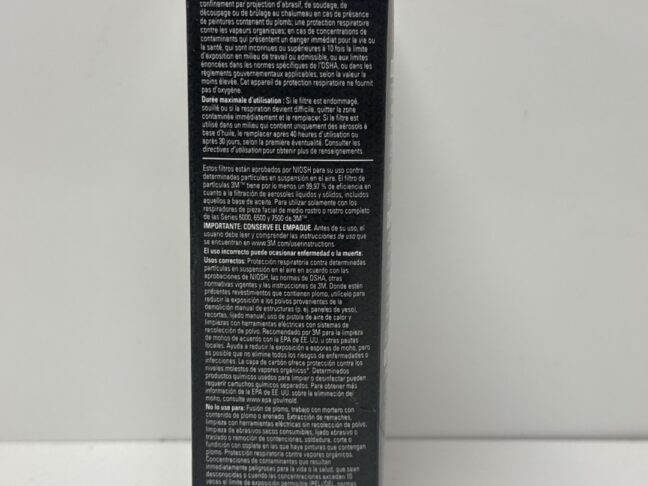 confinement par projection d'abrasif, de soudage, de
découpage ou de brûlage au chalumeau en cas de présence
de peintures contenant du plomb; une protection respiratoire
contre les vapeurs organiques; en cas de concentrations de
contaminants qui présentent un danger immédiat pour la vie ou
la santé, qui sont inconnues ou supérieures à 10 fois la limite
d'exposition en milieu de travail ou admissible, ou aux limites
énoncées dans les normes spécifiques de l'OSHA, ou dans les
règlements gouvernementaux applicables, selon la valeur la
moins élevée. Cet appareil de protection respiratoire ne fournit
pas d'oxygène.
Durée maximale d'utilisation : Si le filtre est endommagé,
souillé ou si la respiration devient difficile, quitter la zone
contaminée immédiatement et le remplacer. Si le filtre est
utilisé dans un milieu qui contient uniquement des aérosols à
base d'huile, le remplacer après 40 heures d'utilisation ou
après 30 jours, selon la première éventualité. Consulter les
directives d'utilisation pour obtenir plus de renseignements.
Estos filtros están aprobados por NIOSH para su uso contra
determinadas partículas en suspensión en el aire. El filtro de
partículas 3M™ tiene por lo menos un 99,97 % de eficiencia en
cuanto a la filtración de aerosoles líquidos y sólidos, incluidos
aquellos a base de aceite. Para utilizar solamente con los
respiradores de pieza facial de medio rostro o rostro completo
de las Series 6000, 6500 y 7500 de 3M™.
IMPORTANTE: CONSERVE EL EMPAQUE. Antes de su uso, el
usuario debe leer y comprender las instrucciones de uso que
se encuentran en www.3M.com/userinstructions.
El uso incorrecto puede ocasionar enfermedad o la muerte.
Usos correctos: Protección respiratoria contra determinadas
partículas en suspensión en el aire en acuerdo con las
aprobaciones de NIOSH, las normas de OSHA, otras
normativas vigentes y las instrucciones de 3M. Donde estén
presentes revestimientos que contienen plomo, utilícelo para
reducir la exposición a los polvos provenientes de la
demolición manual de estructuras (p. ej. paneles de yeso),
recortes, lijado manual, uso de pistola de aire de calor y
limpiezas con herramientas eléctricas con sistemas de
recolección de polvo. Recomendado por 3M para la limpieza
de mohos de acuerdo con la EPA de EE. UU. u otras pautas
locales. Ayuda a reducir la exposición a esporas de moho, pero
es posible que no elimine todos los riesgos de enfermedades o
infecciones. La capa de carbón ofrece protección contra los
niveles molestos de vapores orgánicos*. Determinados
productos químicos usados para limpiar o desinfectar pueden
requerir cartuchos químicos separados. Para obtener más
información de la EPA de EE. UU. sobre la eliminación del
moho, consulte www.epa.gov/mold.
No lo use para: Fusión de plomo, trabajo con mortero con
contenido de plomo o arenado. Extracción de remaches,
limpieza con herramientas eléctricas sin recolección de polvo,
limpieza de abrasivos secos consumibles, lijado abrasivo o
traslado o remoción de contenciones, soldadura, corte o
fundición con soplete en las que haya pinturas que contengan
plomo. Protección respiratoria contra vapores orgánicos.
Concentraciones de contaminantes que resultan
inmediatamente peligrosas para la vida o la salud, que sean
desconocidas o cuando las concentraciones excedan 10
veces el límite de exposición permisible (PEL/OEL, normas